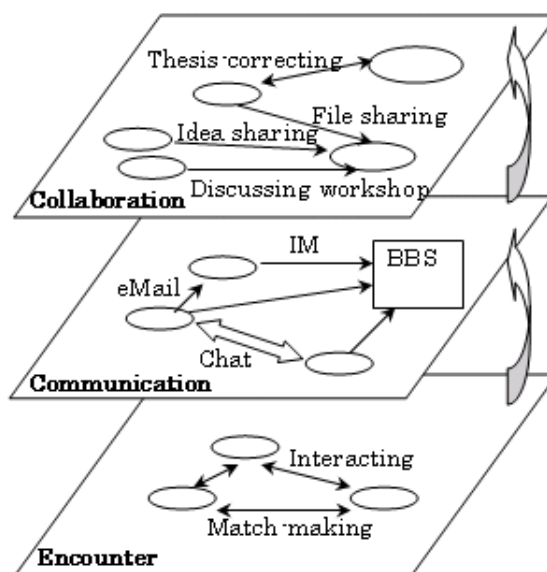 Thesis-correcting
File sharing
Idea sharing
Discussing workshop
Collaboration
IM
BBS
eMail
Chat
Communication
Interacting
Match-making
Encounter